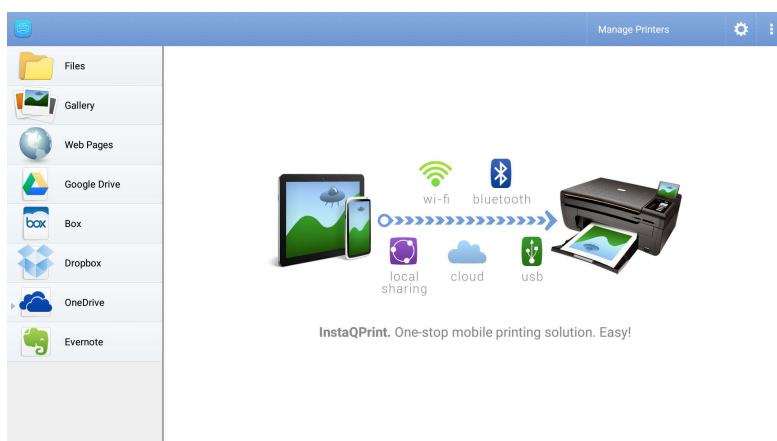 Manage Printers
Files
Gallery
Web Pages
Google Drive
box
Box
Dropbox
OneDrive
Evernote
wi-fi
bluetooth
local
sharing
cloud
usb
InstaQPrint. One-stop mobile printing solution. Easy!